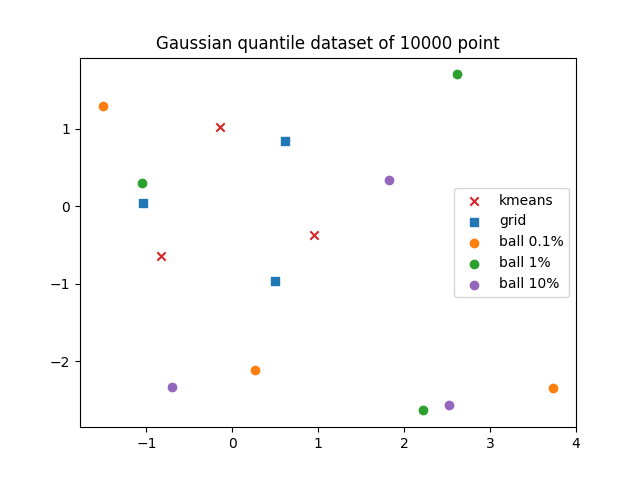 Gaussian quantile dataset of 10000 point
1
0
−1
−2
kmeans
grid
ball 0.1%
ball 1%
ball 10%
−1 0 1 2 3 4